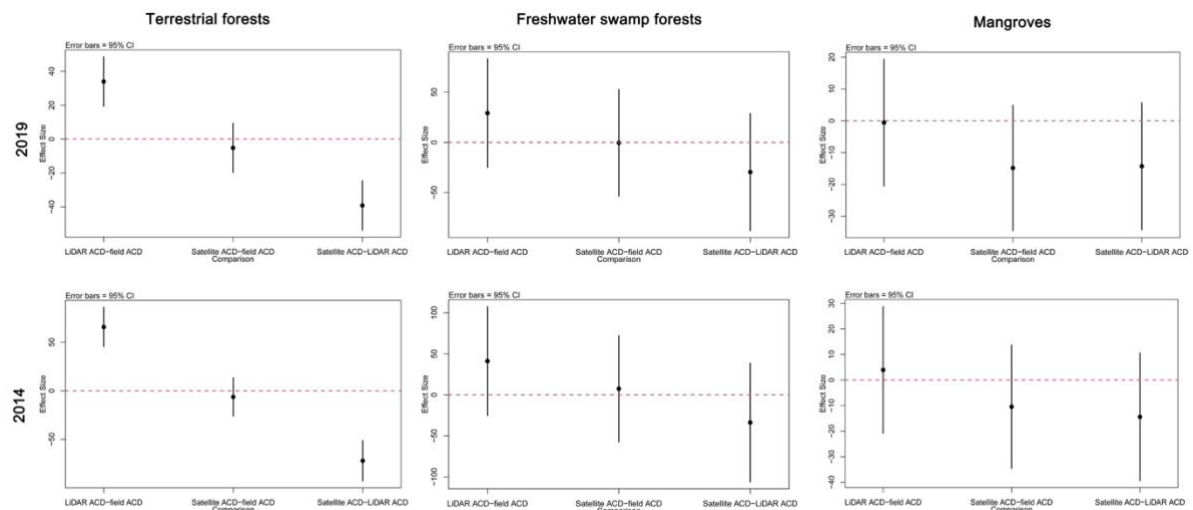 Terrestrial forests
Freshwater swamp forests
Mangroves
2019
Error bars = 95% CI
Effect Size
40
20
0
-20
-40
LiDAR ACD-field ACD
Satellite ACD-field ACD
Satellite ACD-LiDAR ACD
Comparison
Error bars = 95% CI
Effect Size
50
0
-50
LiDAR ACD-field ACD
Satellite ACD-field ACD
Satellite ACD-LiDAR ACD
Comparison
Error bars = 95% CI
Effect Size
20
10
0
-10
-20
-30
LiDAR ACD-field ACD
Satellite ACD-field ACD
Satellite ACD-LiDAR ACD
Comparison
2014
Error bars = 95% CI
Effect Size
50
0
-50
LiDAR ACD-field ACD
Satellite ACD-field ACD
Satellite ACD-LiDAR ACD
Comparison
Error bars = 95% CI
Effect Size
100
50
0
-50
-100
LiDAR ACD-field ACD
Satellite ACD-field ACD
Satellite ACD-LiDAR ACD
Comparison
Error bars = 95% CI
Effect Size
30
20
10
0
-10
-20
-30
-40
LiDAR ACD-field ACD
Satellite ACD-field ACD
Satellite ACD-LiDAR ACD
Comparison